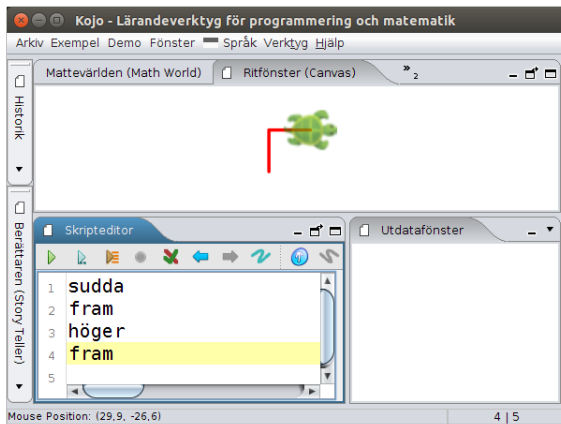 Kojo - Lärandeverktyg för programmering och matematik
Arkiv Exempel Demo Fönster Språk Verktyg Hjälp
Historik
Mattevärlden (Math World) Ritfönster (Canvas) » 2
Berättaren (Story Teller)
Skripteditor
Utdatafönster
1 sudda
2 fram
3 höger
4 fram
5
Mouse Position: (29,9, -26,6) 4|5